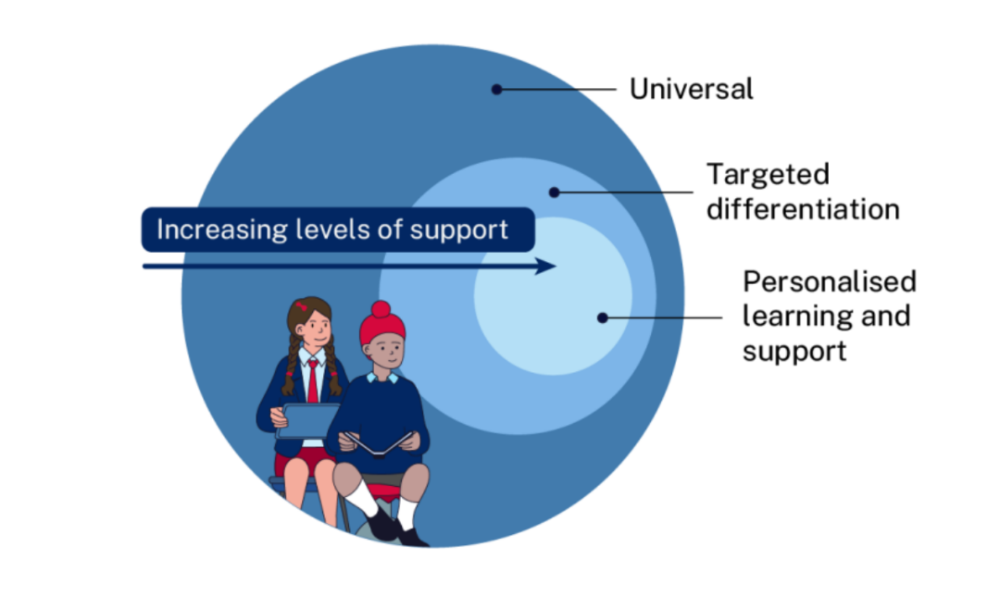 Universal
Targeted
differentiation
Increasing levels of support
Personalised
learning and
support